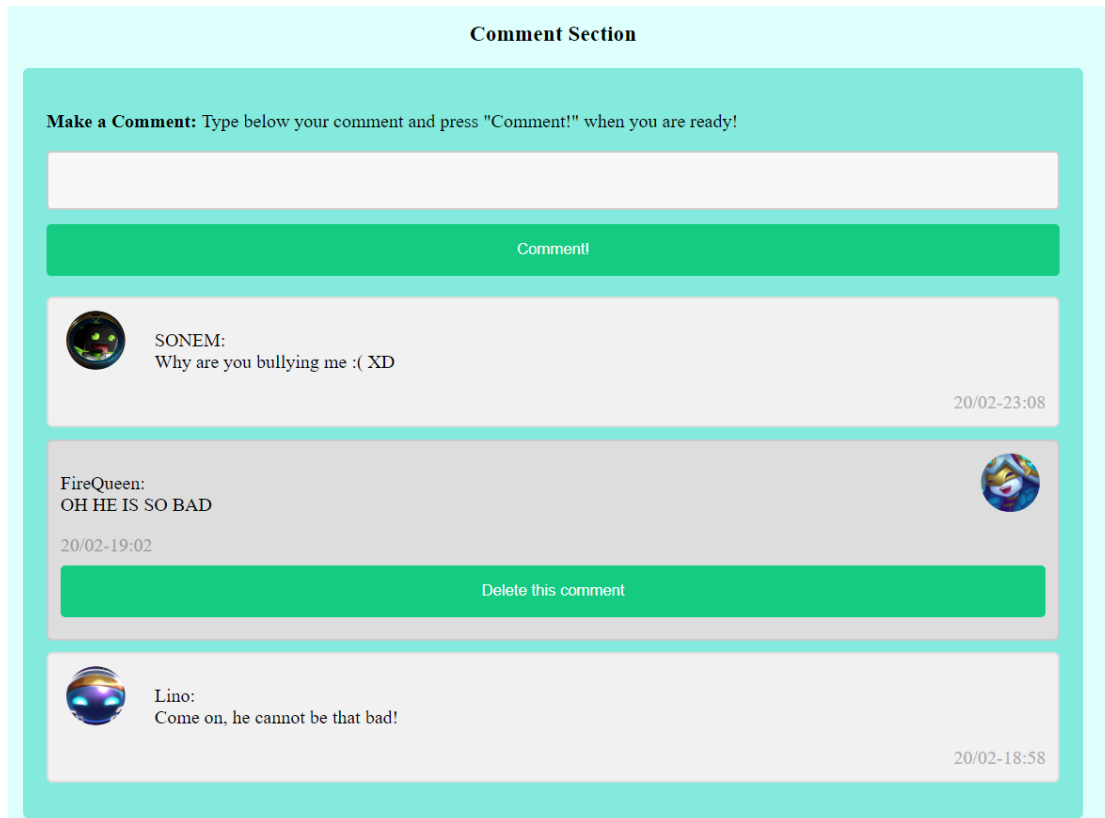 Comment Section
Make a Comment: Type below your comment and press "Comment!" when you are ready!
Comment!
SONEM:
Why are you bullying me :( XD
20/02-23:08
FireQueen:
OH HE IS SO BAD
20/02-19:02
Delete this comment
Lino:
Come on, he cannot be that bad!
20/02-18:58